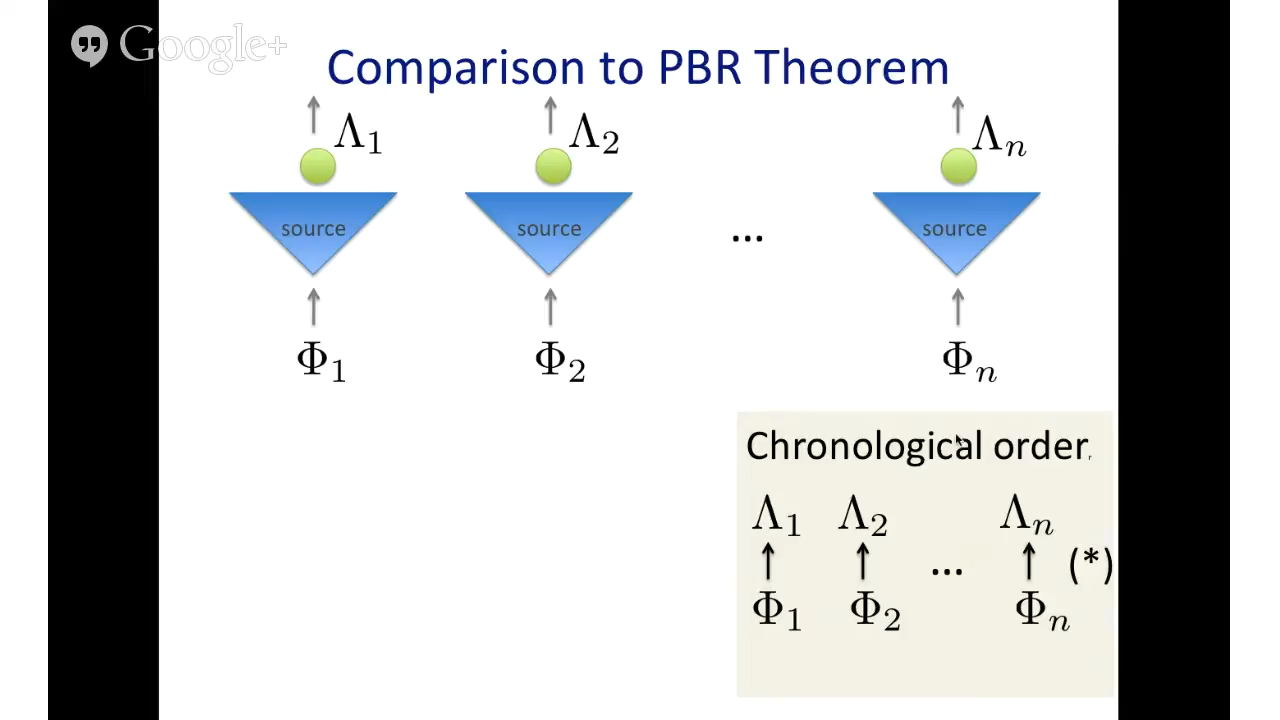 Google+
Comparison to PBR Theorem
Λ₁ Λ₂ Λₙ
source source ... source
Φ₁ Φ₂ Φₙ
Chronological order
Λ₁ Λ₂ Λₙ
... (*)
Φ₁ Φ₂ Φₙ